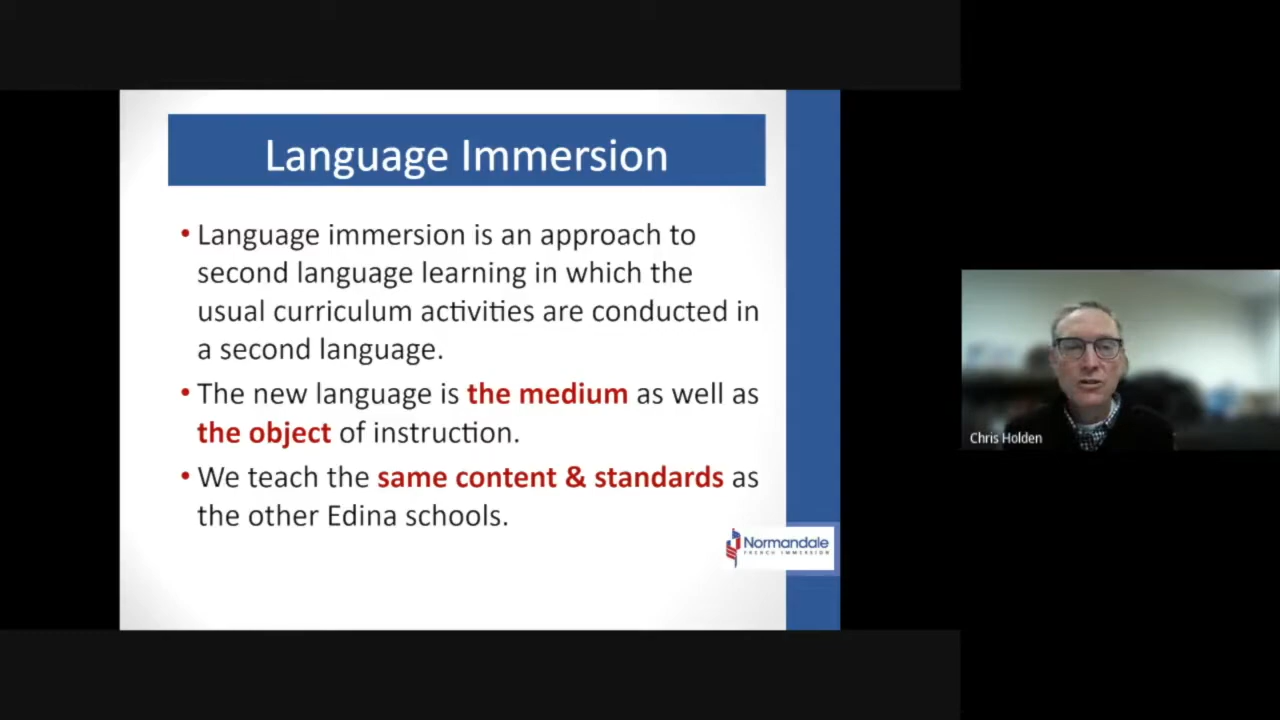 Language Immersion
• Language immersion is an approach to
second language learning in which the
usual curriculum activities are conducted in
a second language.
• The new language is the medium as well as
the object of instruction.
• We teach the same content & standards as
the other Edina schools.
Normandale
FRENCH IMMERSION
Chris Holden